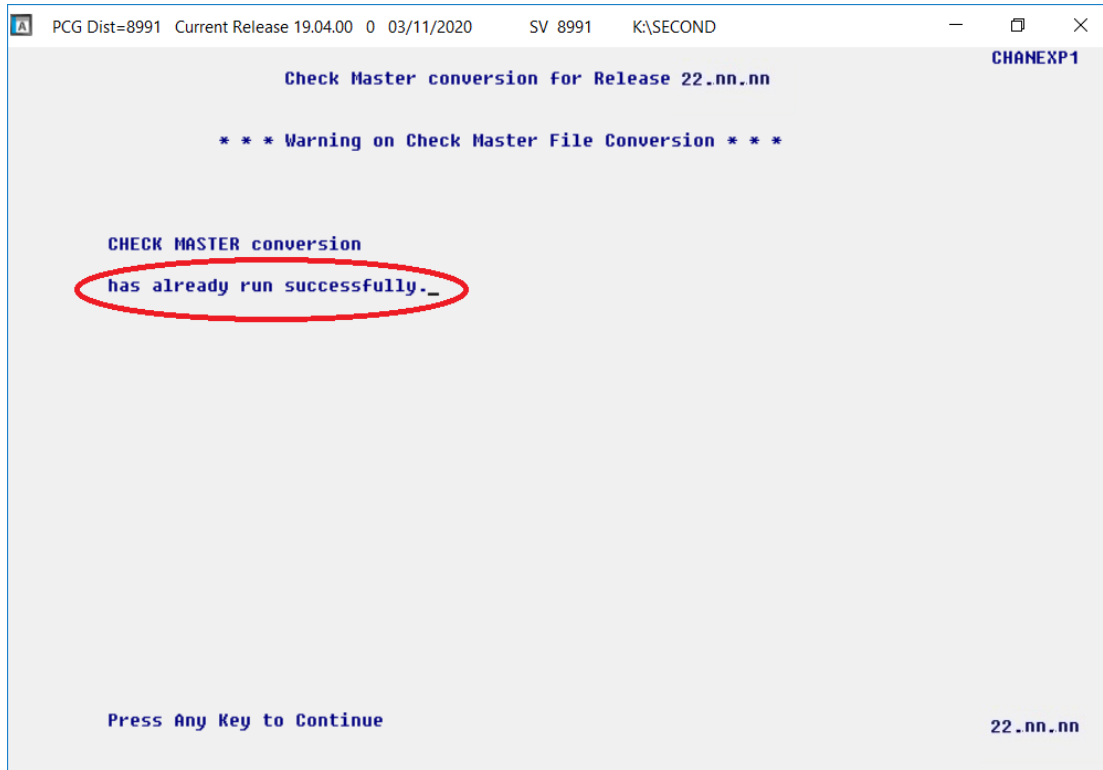 PCG Dist=8991 Current Release 19.04.00 0 03/11/2020 SV 8991 K:\SECOND
CHANEXP1
Check Master conversion for Release 22.nn.nn
* * * Warning on Check Master File Conversion * * *
CHECK MASTER conversion
has already run successfully._
Press Any Key to Continue
22.nn.nn